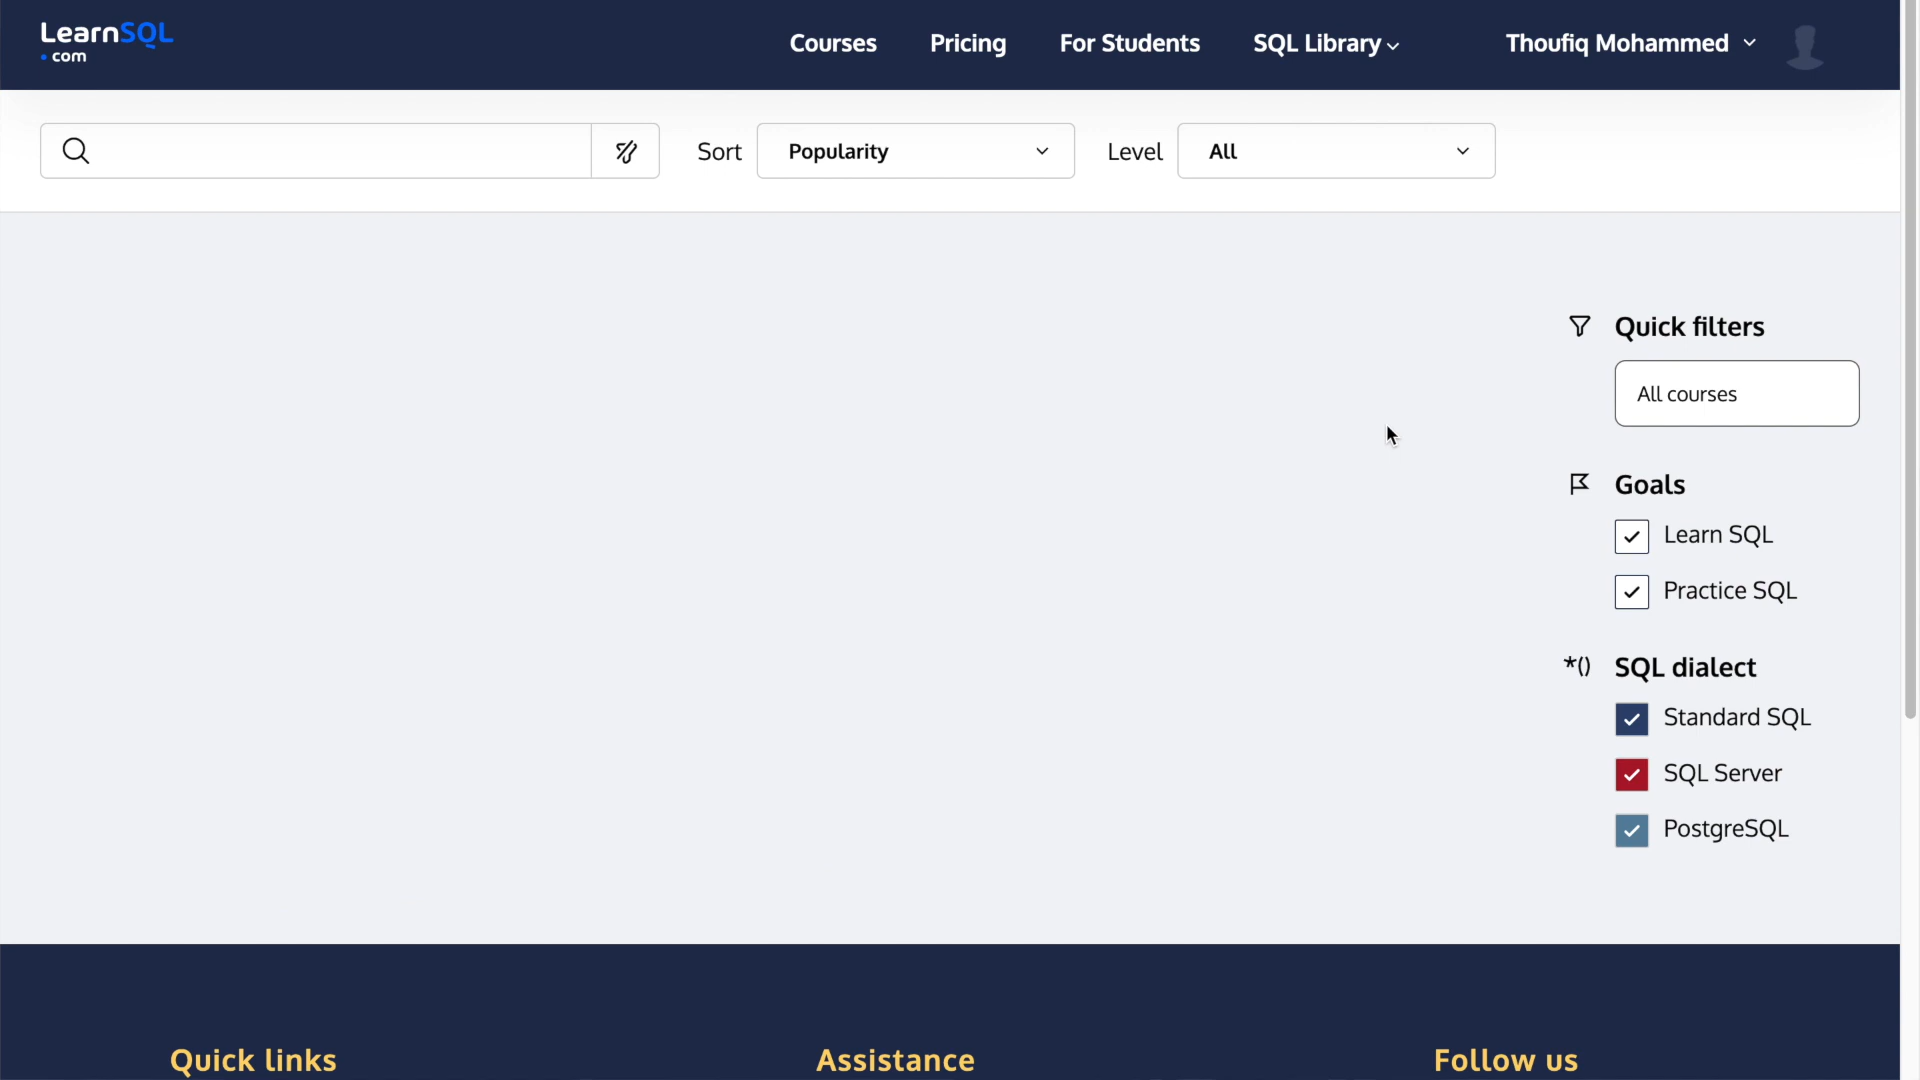 LearnSQL
.com
Courses
Pricing
For Students
SQL Library
Thoufiq Mohammed
Sort
Popularity
Level
All
Quick filters
All courses
Goals
Learn SQL
Practice SQL
*() SQL dialect
Standard SQL
SQL Server
PostgreSQL
Quick links
Assistance
Follow us